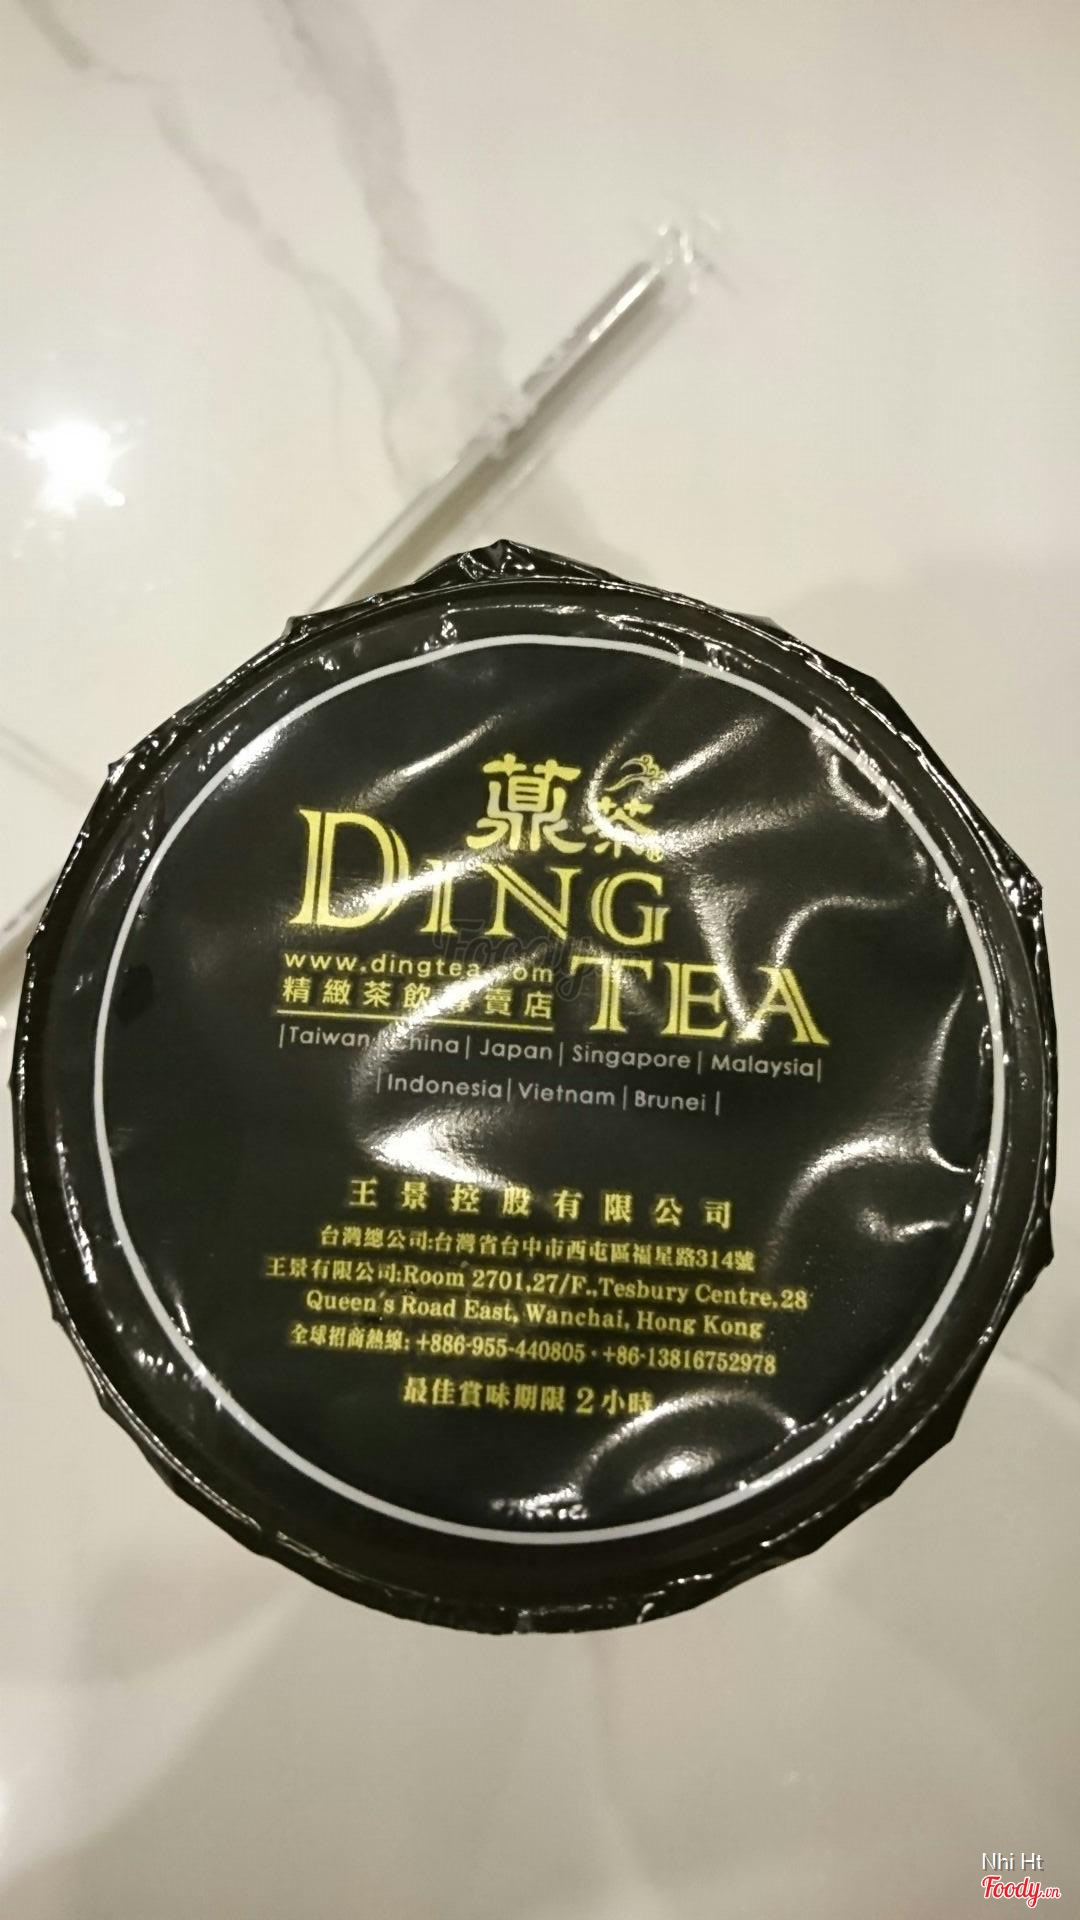 薡茶
DING
www.dingtea.com
TEA
精緻茶飲專賣店
|Taiwan| China| Japan| Singapore| Malaysia|
|Indonesia|Vietnam|Brunei |
王景控股有限公司
台灣總公司:台灣省台中市西屯區福星路314號
王景有限公司:Room 2701,27/F.,Tesbury Centre,28
Queen's Road East, Wanchai, Hong Kong
全球招商熱線: +886-955-440805 · +86-13816752978
最佳賞味期限 2 小時
Nhi Ht
Foody.vn